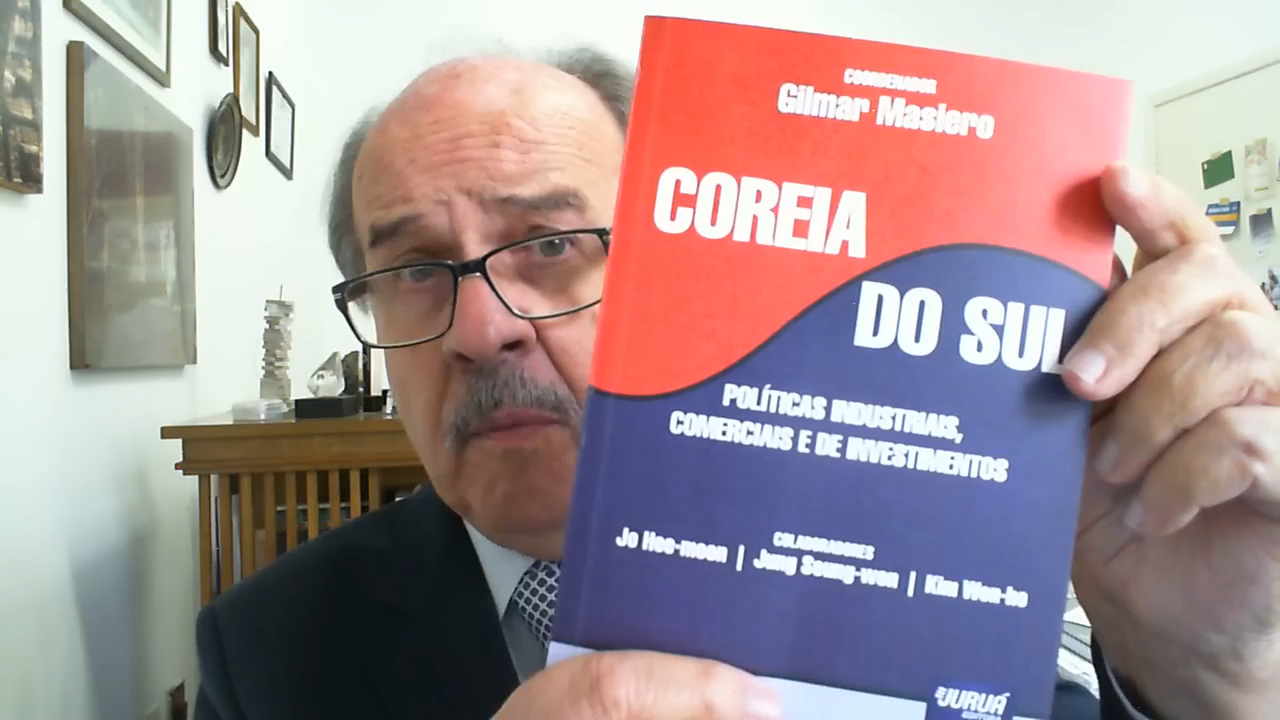 COORDENADOR
Gilmar Masiero
COREIA
DO SUL
POLÍTICAS INDUSTRIAIS,
COMERCIAIS E DE INVESTIMENTOS
COLABORADORES
Jo Hee-moon | Jung Seung-won | Kim Won-ho
JURUÁ
EDITORA